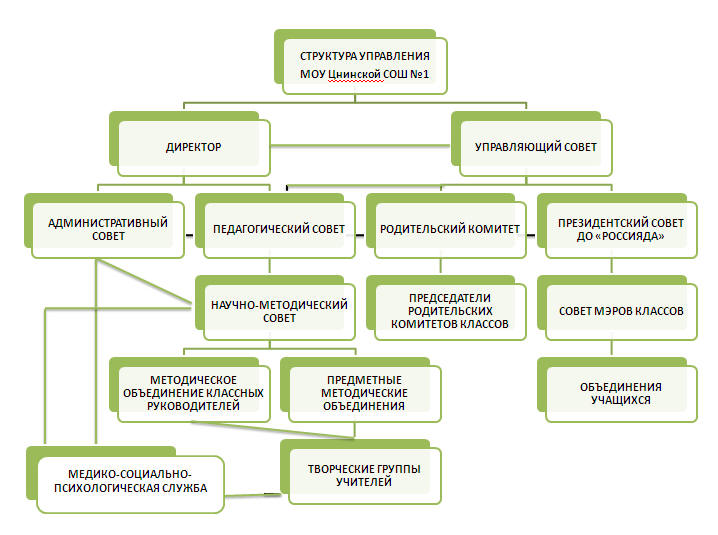 СТРУКТУРА УПРАВЛЕНИЯ
МОУ Цнинской СОШ №1
ДИРЕКТОР
УПРАВЛЯЮЩИЙ СОВЕТ
АДМИНИСТРАТИВНЫЙ
СОВЕТ
ПЕДАГОГИЧЕСКИЙ СОВЕТ
РОДИТЕЛЬСКИЙ КОМИТЕТ
ПРЕЗИДЕНТСКИЙ СОВЕТ
ДО «РОССИЯДА»
НАУЧНО-МЕТОДИЧЕСКИЙ
СОВЕТ
ПРЕДСЕДАТЕЛИ
РОДИТЕЛЬСКИХ
КОМИТЕТОВ КЛАССОВ
СОВЕТ МЭРОВ КЛАССОВ
МЕТОДИЧЕСКОЕ
ОБЪЕДИНЕНИЕ КЛАССНЫХ
РУКОВОДИТЕЛЕЙ
ПРЕДМЕТНЫЕ
МЕТОДИЧЕСКИЕ
ОБЪЕДИНЕНИЯ
ОБЪЕДИНЕНИЯ
УЧАЩИХСЯ
МЕДИКО-СОЦИАЛЬНО-
ПСИХОЛОГИЧЕСКАЯ СЛУЖБА
ТВОРЧЕСКИЕ ГРУППЫ
УЧИТЕЛЕЙ